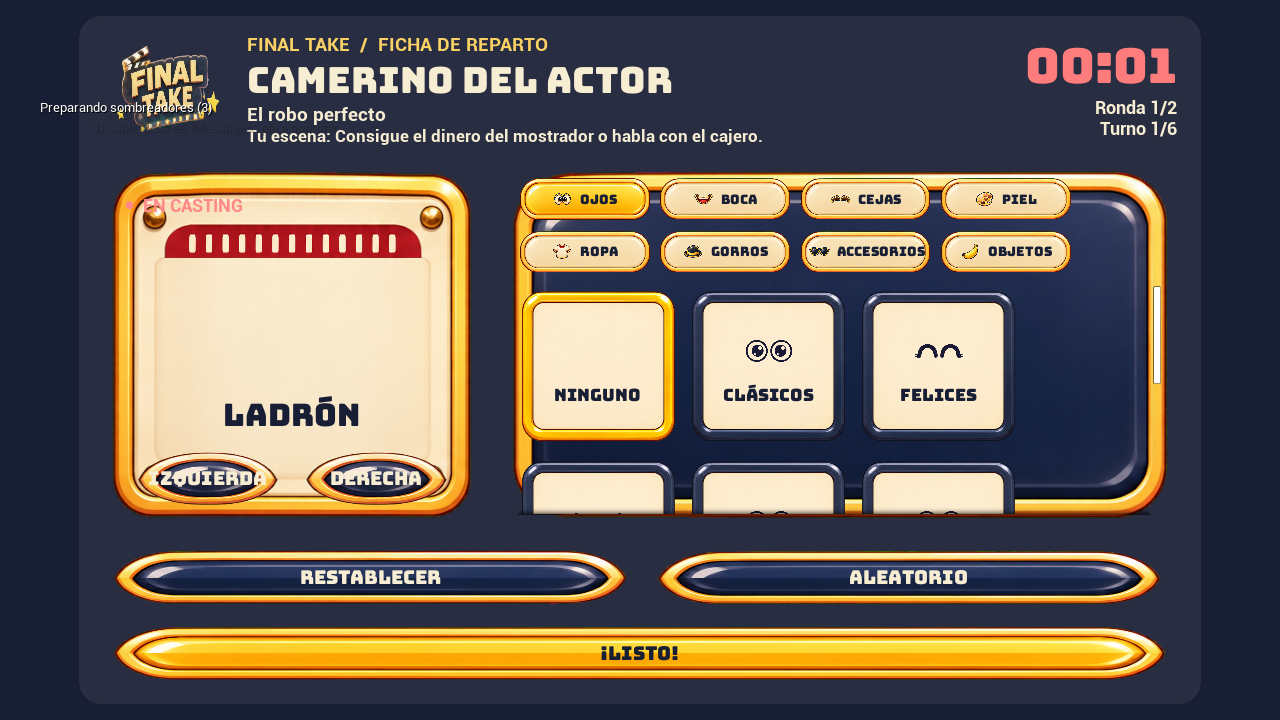 FINAL TAKE / FICHA DE REPARTO
CAMERINO DEL ACTOR
El robo perfecto
Tu escena: Consigue el dinero del mostrador o habla con el cajero.
FINAL
TAKE
Preparando sombreadores (3)
00:01
Ronda 1/2
Turno 1/6
• EN CASTING
LADRÓN
IZQUIERDA
DERECHA
OJOS
BOCA
CEJAS
PIEL
ROPA
GORROS
ACCESORIOS
OBJETOS
NINGUNO
CLÁSICOS
FELICES
RESTABLECER
ALEATORIO
¡LISTO!